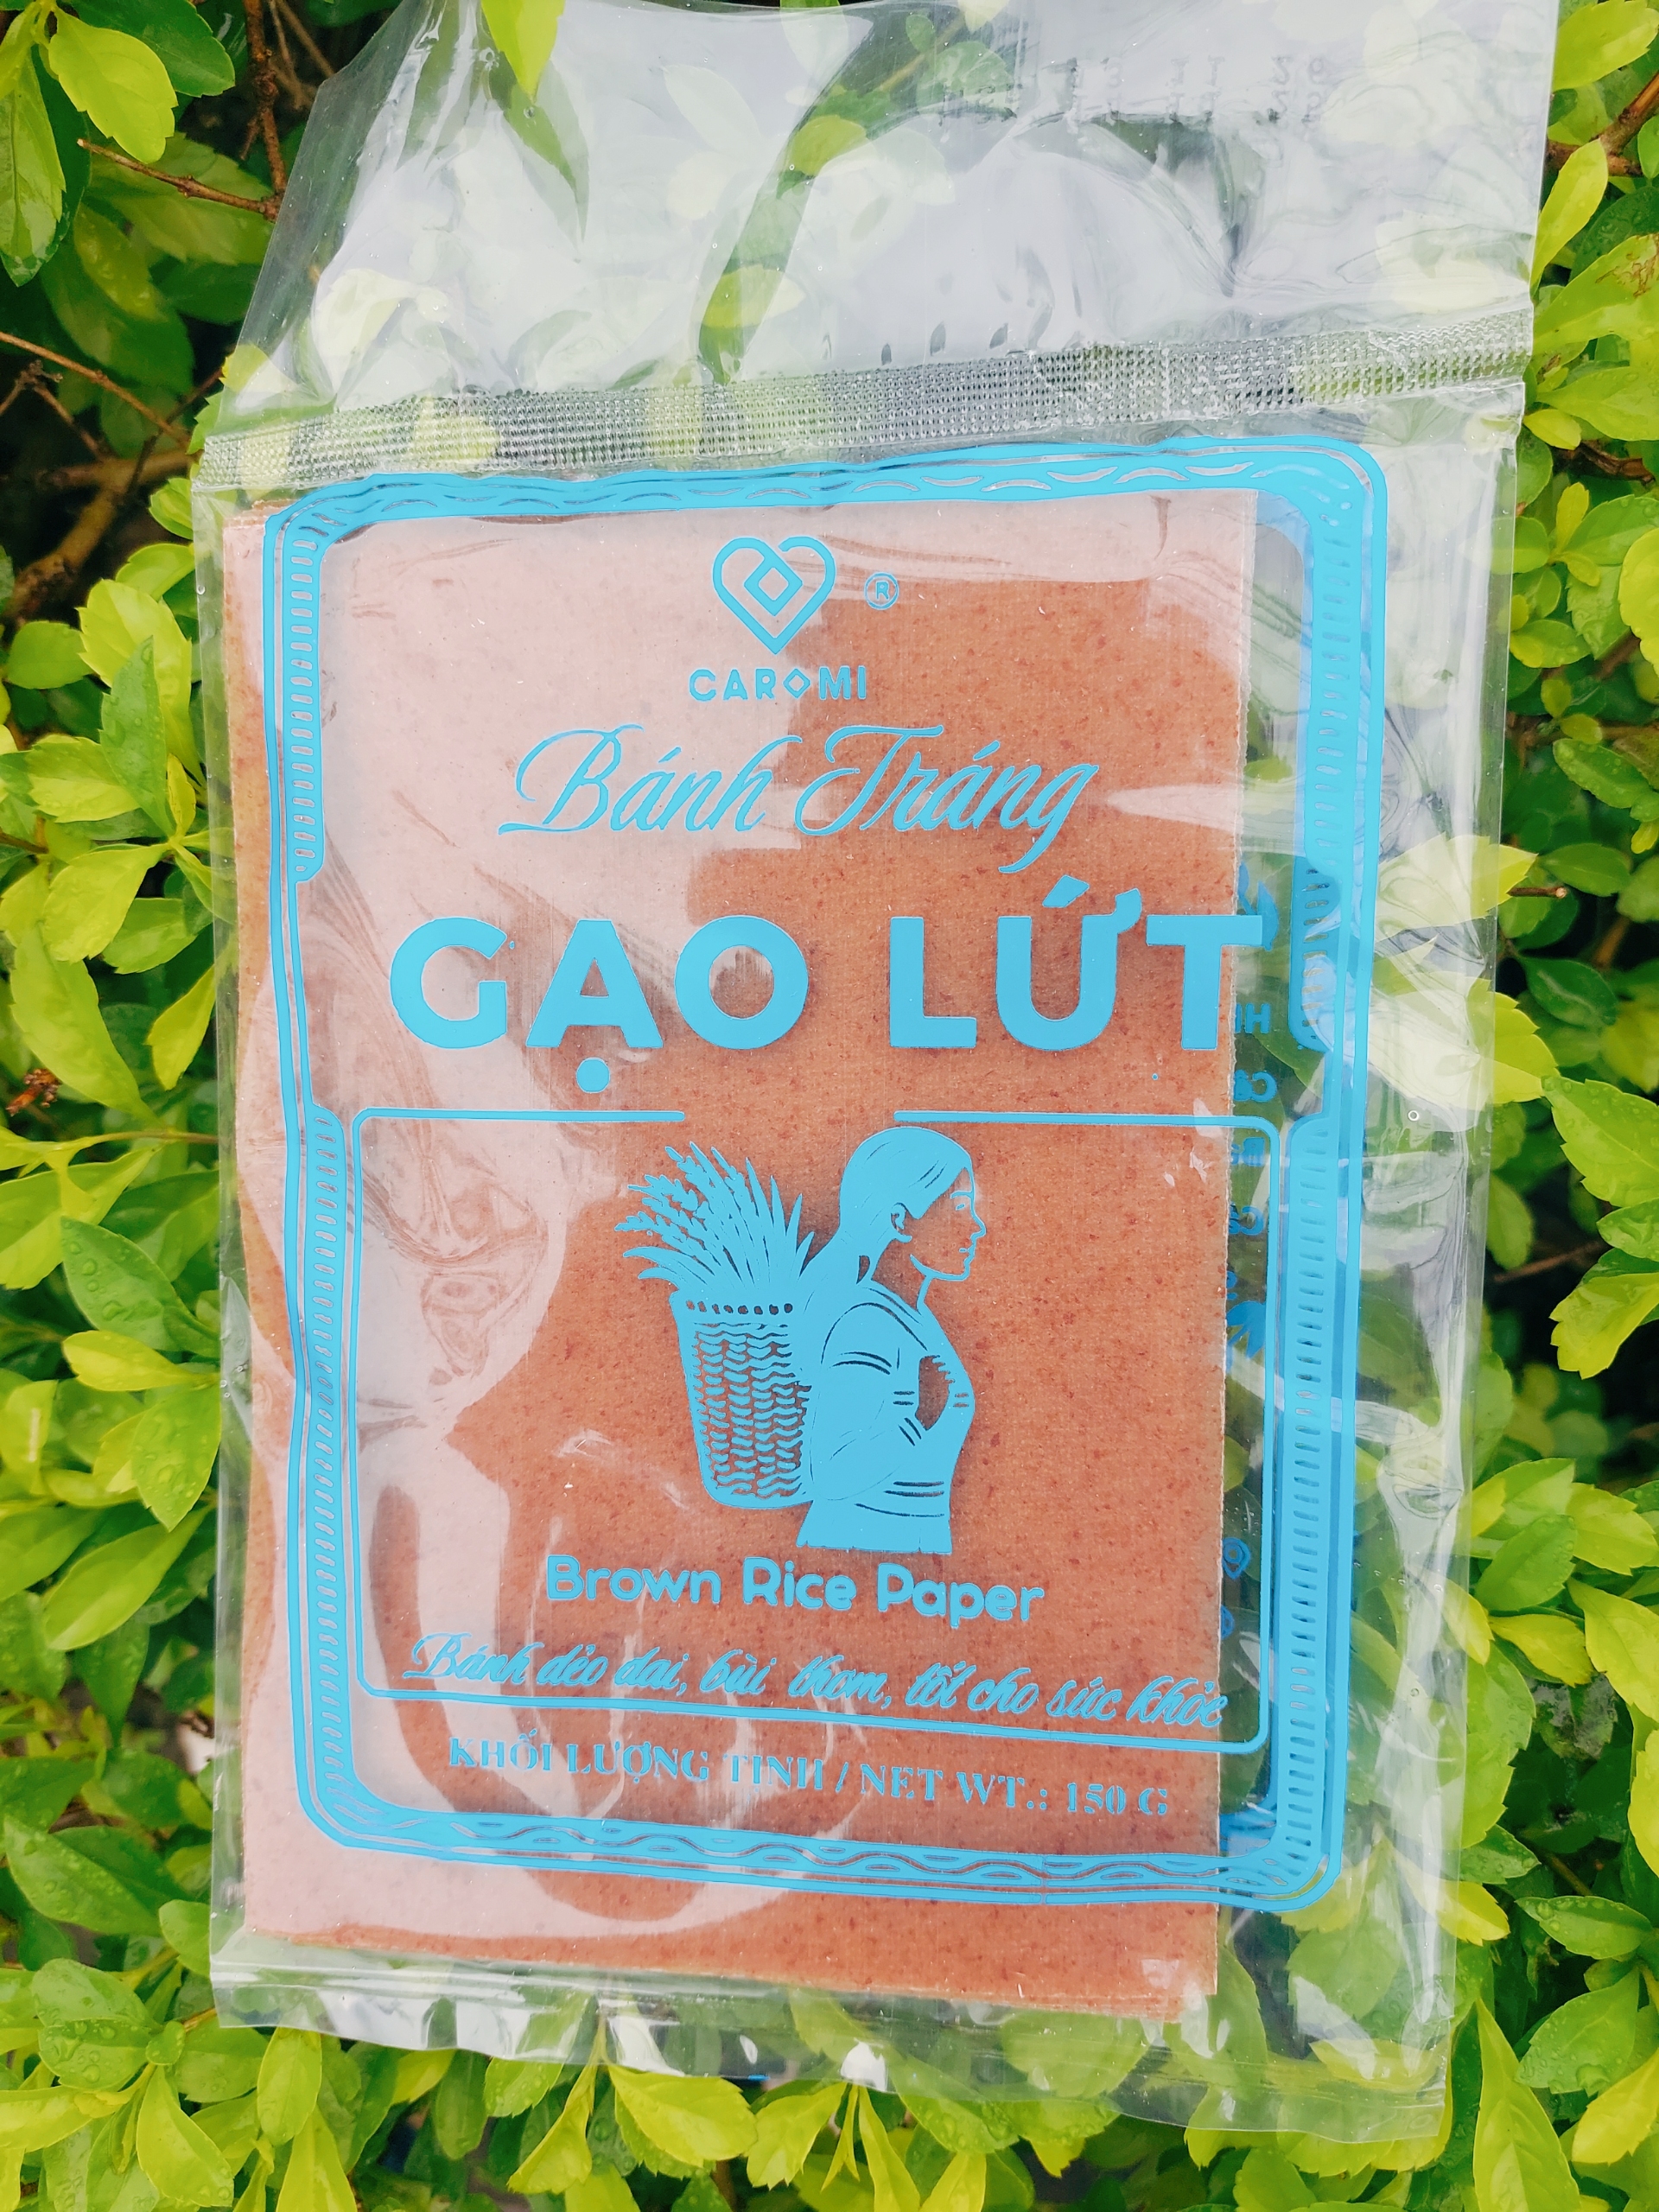 ®
CAROMI
Bánh Tráng
GẠO LỨT
Brown Rice Paper
Bánh dẻo dai, bùi thơm, tốt cho sức khỏe
KHỐI LƯỢNG TỊNH / NET WT.: 150 G